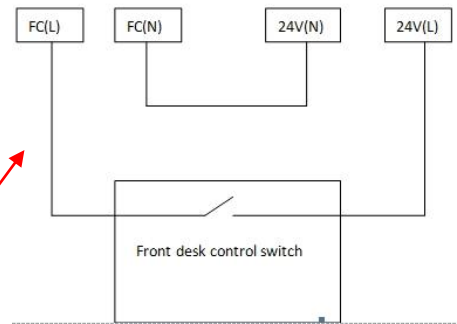 FC(L) FC(N) 24V(N) 24V(L)
Front desk control switch